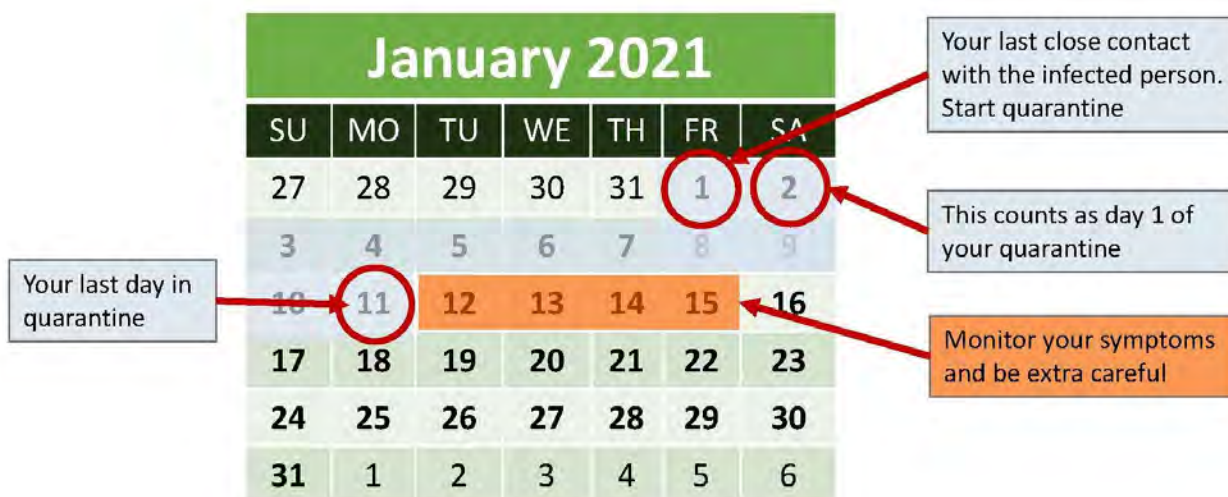 January 2021
SU MO TU WE TH FR SA
27 28 29 30 31 1 2
3 4 5 6 7 8 9
10 11 12 13 14 15 16
17 18 19 20 21 22 23
24 25 26 27 28 29 30
31 1 2 3 4 5 6
Your last close contact
with the infected person.
Start quarantine
This counts as day 1 of
your quarantine
Your last day in
quarantine
Monitor your symptoms
and be extra careful